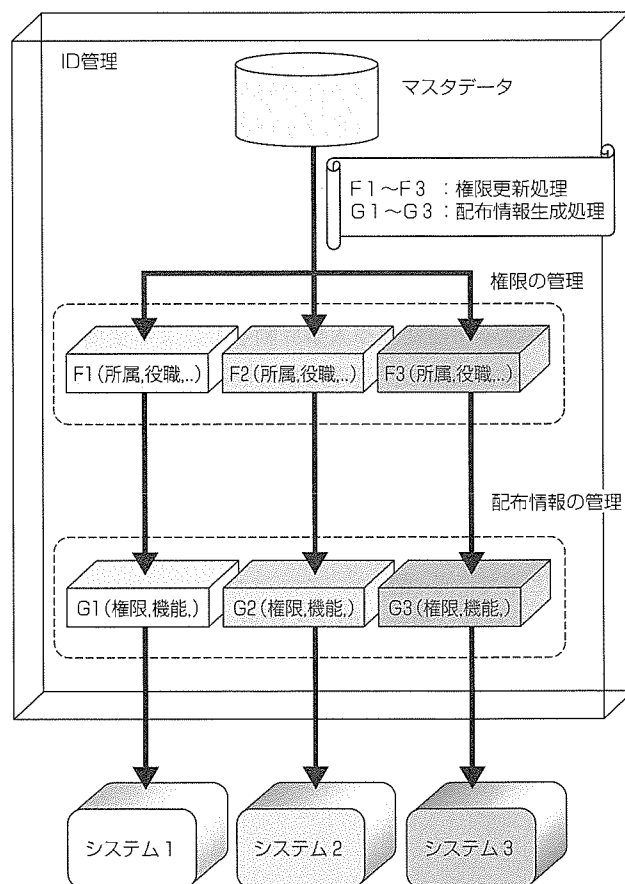 ID管理
マスタデータ
F1～F3 ：権限更新処理
G1～G3 ：配布情報生成処理
権限の管理
F1(所属,役職,..)
F2(所属,役職,..)
F3(所属,役職,..)
配布情報の管理
G1(権限,機能,)
G2(権限,機能,)
G3(権限,機能,)
システム1
システム2
システム3